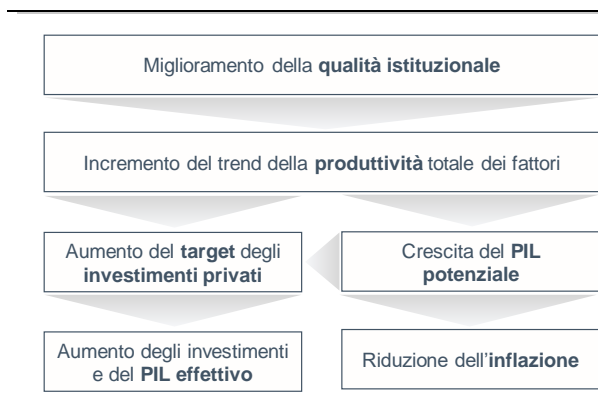 Miglioramento della qualità istituzionale
Incremento del trend della produttività totale dei fattori
Aumento del target degli
investimenti privati
Crescita del PIL
potenziale
Aumento degli investimenti
e del PIL effettivo
Riduzione dell'inflazione